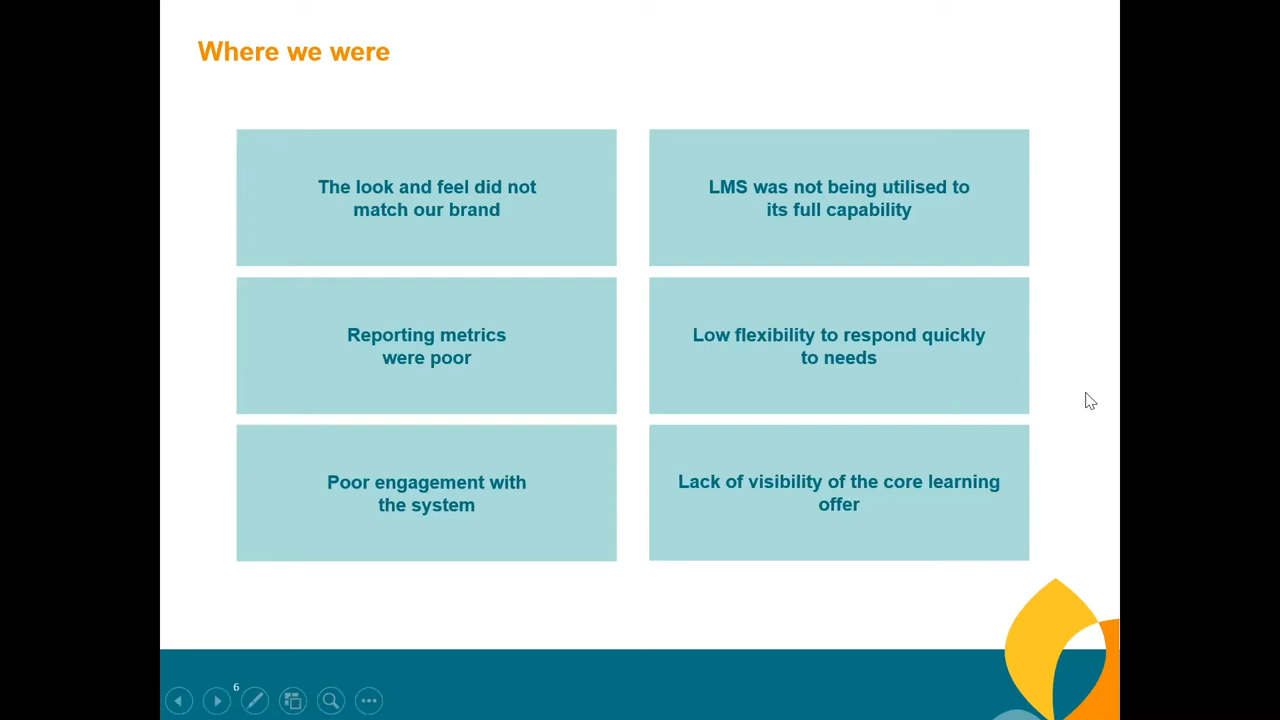 Where we were
The look and feel did not
match our brand
LMS was not being utilised to
its full capability
Reporting metrics
were poor
Low flexibility to respond quickly
to needs
Poor engagement with
the system
Lack of visibility of the core learning
offer
6